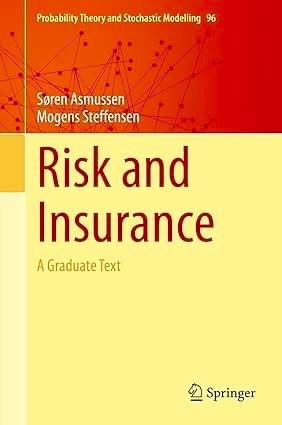 Probability Theory and Stochastic Modelling 96
Søren Asmussen
Mogens Steffensen
Risk and
Insurance
A Graduate Text
Springer